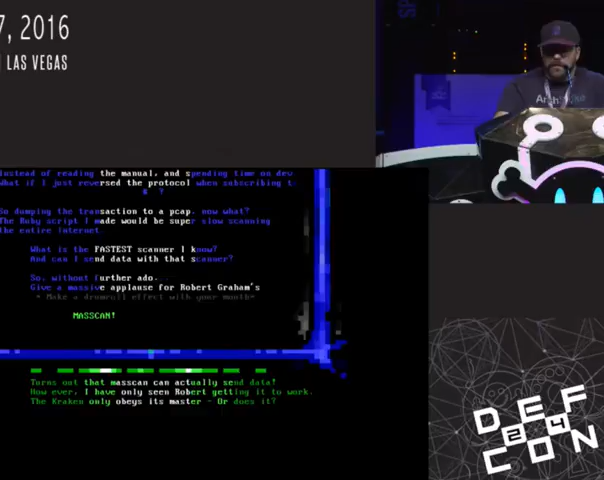 7, 2016
LAS VEGAS
Instead of reading the manual, and spending time on dev
What if I just reversed the protocol when subscribing t
So dumping the transaction to a pcap, now what?
The Ruby script I made would be super slow scanning
the entire internet.
What is the FASTEST scanner I know?
And can I send data with that scanner?
So, without further ado.
Give a massive applause for Robert Graham's
* Make a drumroll effect with your mouth*
MASSCAN!
Turns out that masscan can actually send data!
How ever, I have only seen Robert getting it to work.
The Kraken only obeys its master - Or does it?
DEF
24
CON